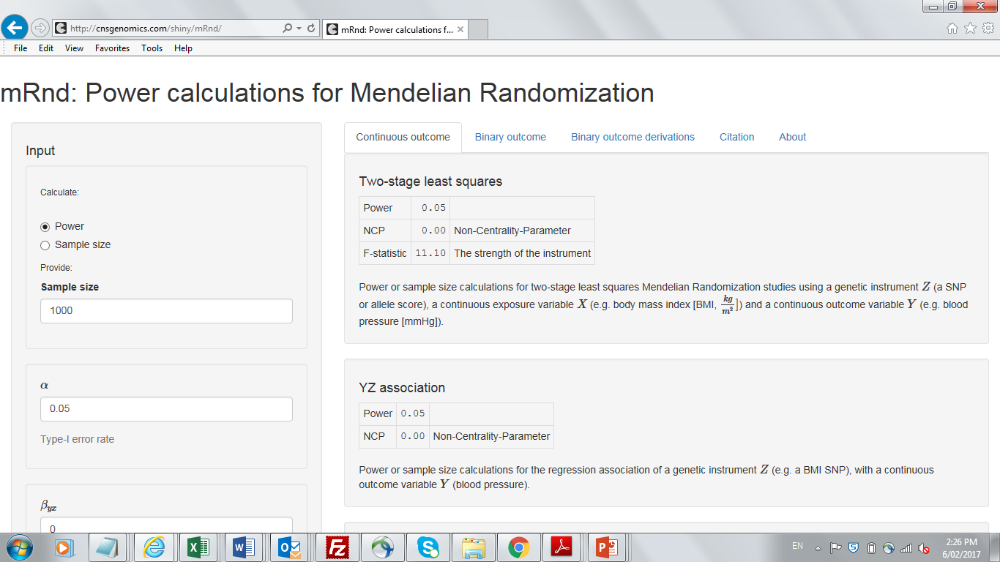 http://cnsgenomics.com/shiny/mRnd/
mRnd: Power calculations f...
File Edit View Favorites Tools Help
mRnd: Power calculations for Mendelian Randomization
Input
Calculate:
Power
Sample size
Provide:
Sample size
1000
α
0.05
Type-I error rate
βyx
0
Continuous outcome Binary outcome Binary outcome derivations Citation About
Two-stage least squares
Power 0.05
NCP 0.00 Non-Centrality-Parameter
F-statistic 11.10 The strength of the instrument
Power or sample size calculations for two-stage least squares Mendelian Randomization studies using a genetic instrument Z (a SNP
or allele score), a continuous exposure variable X (e.g. body mass index [BMI, kg/m²]) and a continuous outcome variable Y (e.g. blood
pressure [mmHg]).
YZ association
Power 0.05
NCP 0.00 Non-Centrality-Parameter
Power or sample size calculations for the regression association of a genetic instrument Z (e.g. a BMI SNP), with a continuous
outcome variable Y (blood pressure).
EN
2:26 PM
6/02/2017